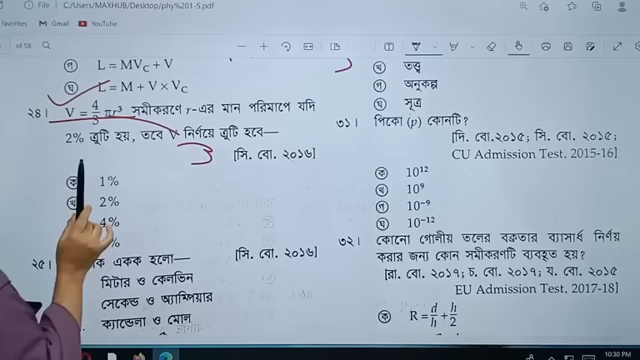 File
C:/Users/MAXHUB/Desktop/phy%201-5.pdf
favorites Gmail YouTube
of 58
গ L = MV_C + V
ঘ L = M + V × V_C
২৪। V = 4/3 πr³ সমীকরণে r-এর মান পরিমাপে যদি
2% ত্রুটি হয়, তবে V নির্ণয়ে ত্রুটি হবে—
[সি. বো. ২০১৬]
ক 1%
খ 2%
4%
%
২৫। ক একক হলো— [সি. বো. ২০১৬]
মিটার ও কেলভিন
সেকেন্ড ও অ্যাম্পিয়ার
ক্যান্ডেলা ও মোল
খ তত্ত্ব
গ অনুকল্প
ঘ সূত্র
৩১। পিকো (p) কোনটি?
[দি. বো.২০১৫; সি. বো. ২০১৫;
CU Admission Test, 2015-16]
ক 10¹²
খ 10⁹
গ 10⁻⁹
ঘ 10⁻¹²
৩২। কোনো গোলীয় তলের বক্রতার ব্যাসার্ধ নির্ণয়
করার জন্য কোন সমীকরণটি ব্যবহৃত হয়?
[রা. বো. ২০১৭; চ. বো. ২০১৭; য. বো. ২০১৫
EU Admission Test, 2017-18]
ক R = d/h + h/2
10:30 PM